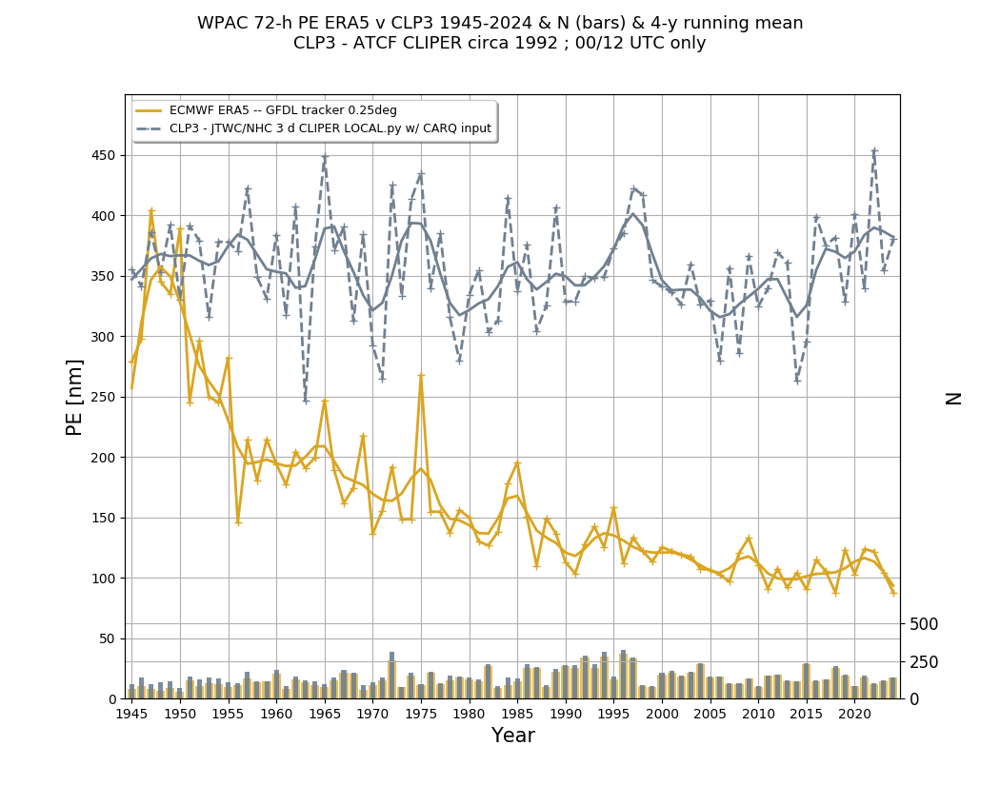 WPAC 72-h PE ERA5 v CLP3 1945-2024 & N (bars) & 4-y running mean
CLP3 - ATCF CLIPER circa 1992 ; 00/12 UTC only
ECMWF ERA5 -- GFDL tracker 0.25deg
CLP3 - JTWC/NHC 3 d CLIPER LOCAL.py w/ CARQ input
450
400
350
300
250
200
150
100
50
0
PE [nm]
500
250
0
N
1945 1950 1955 1960 1965 1970 1975 1980 1985 1990 1995 2000 2005 2010 2015 2020
Year